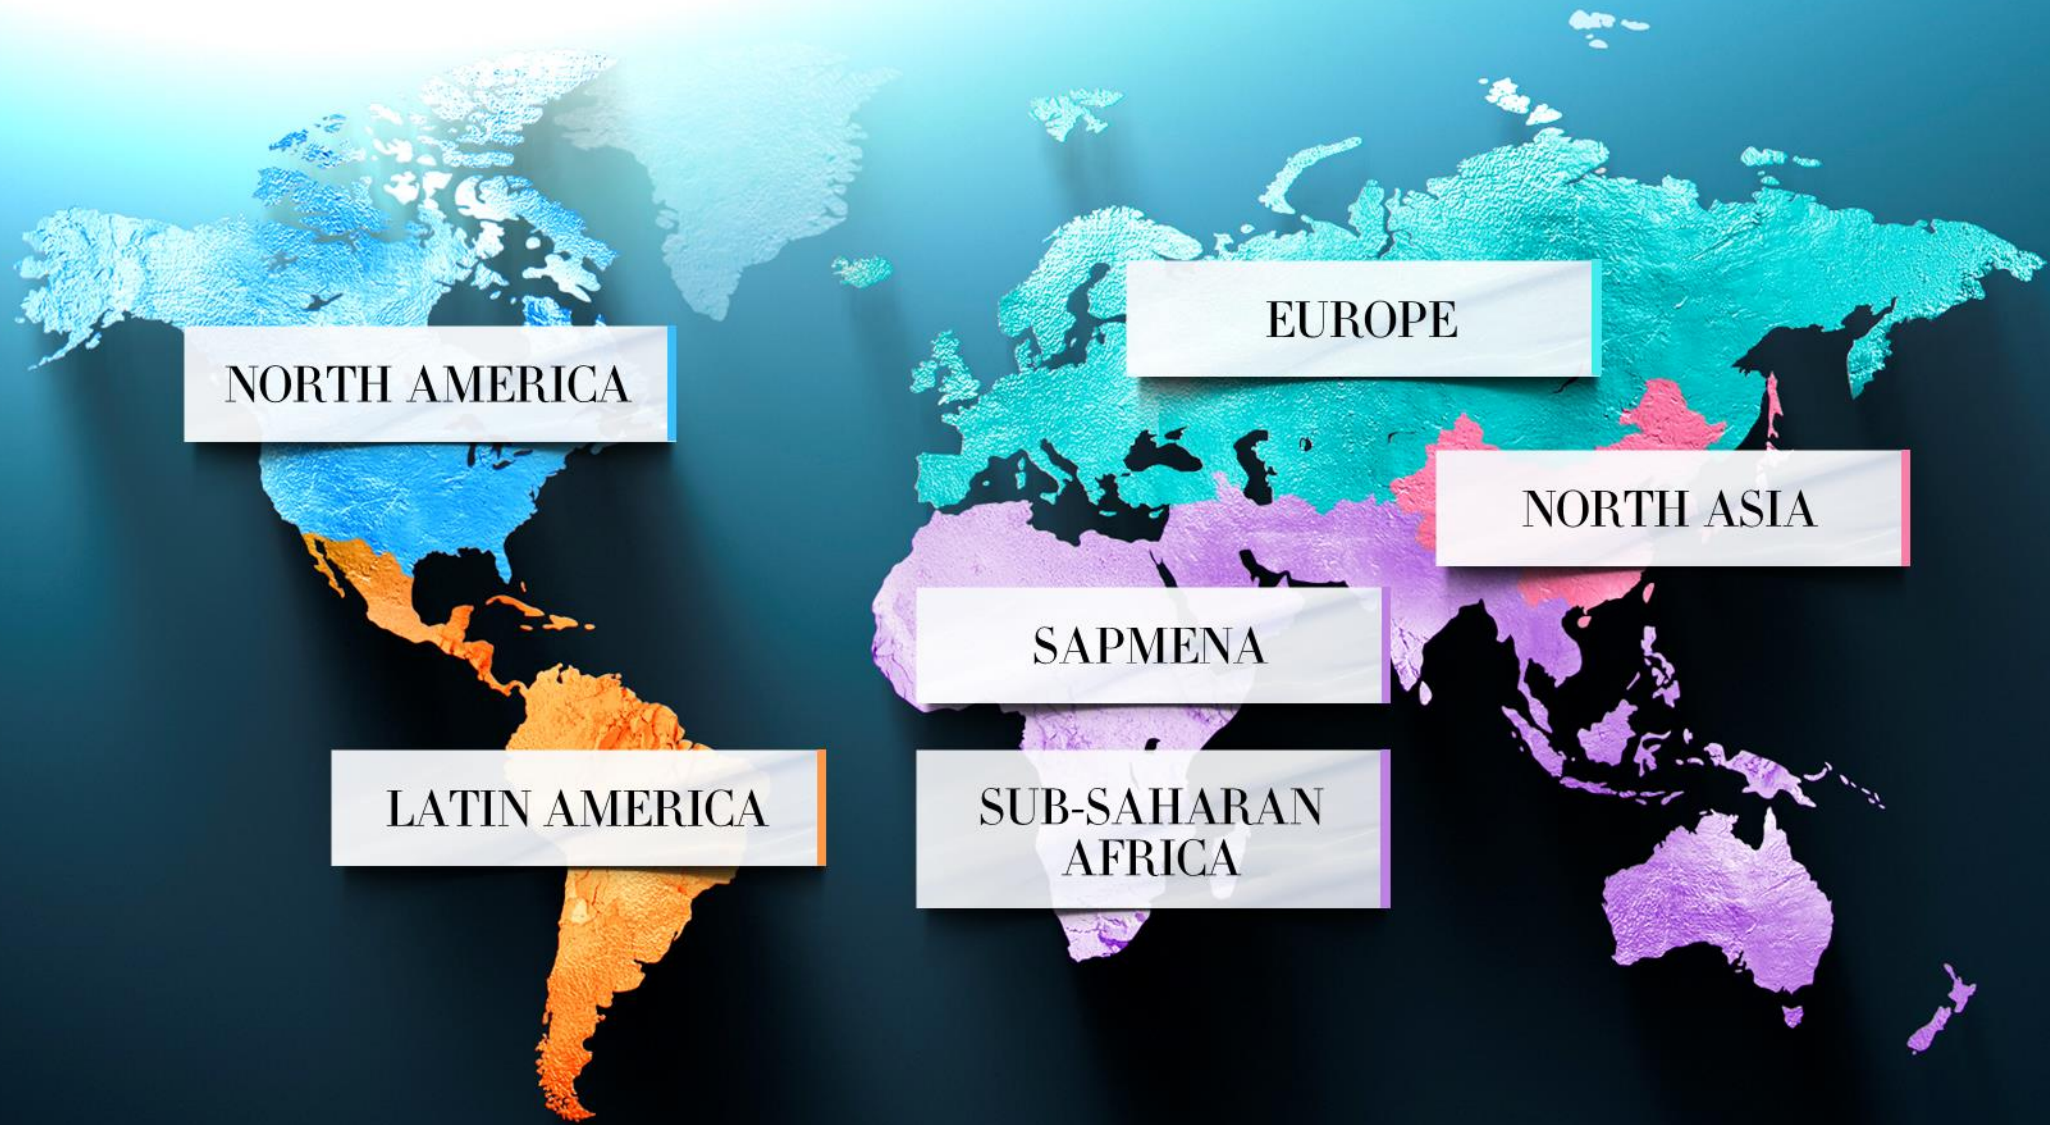 EUROPE
NORTH AMERICA
NORTH ASIA
SAPMENA
LATIN AMERICA
SUB-SAHARAN
AFRICA